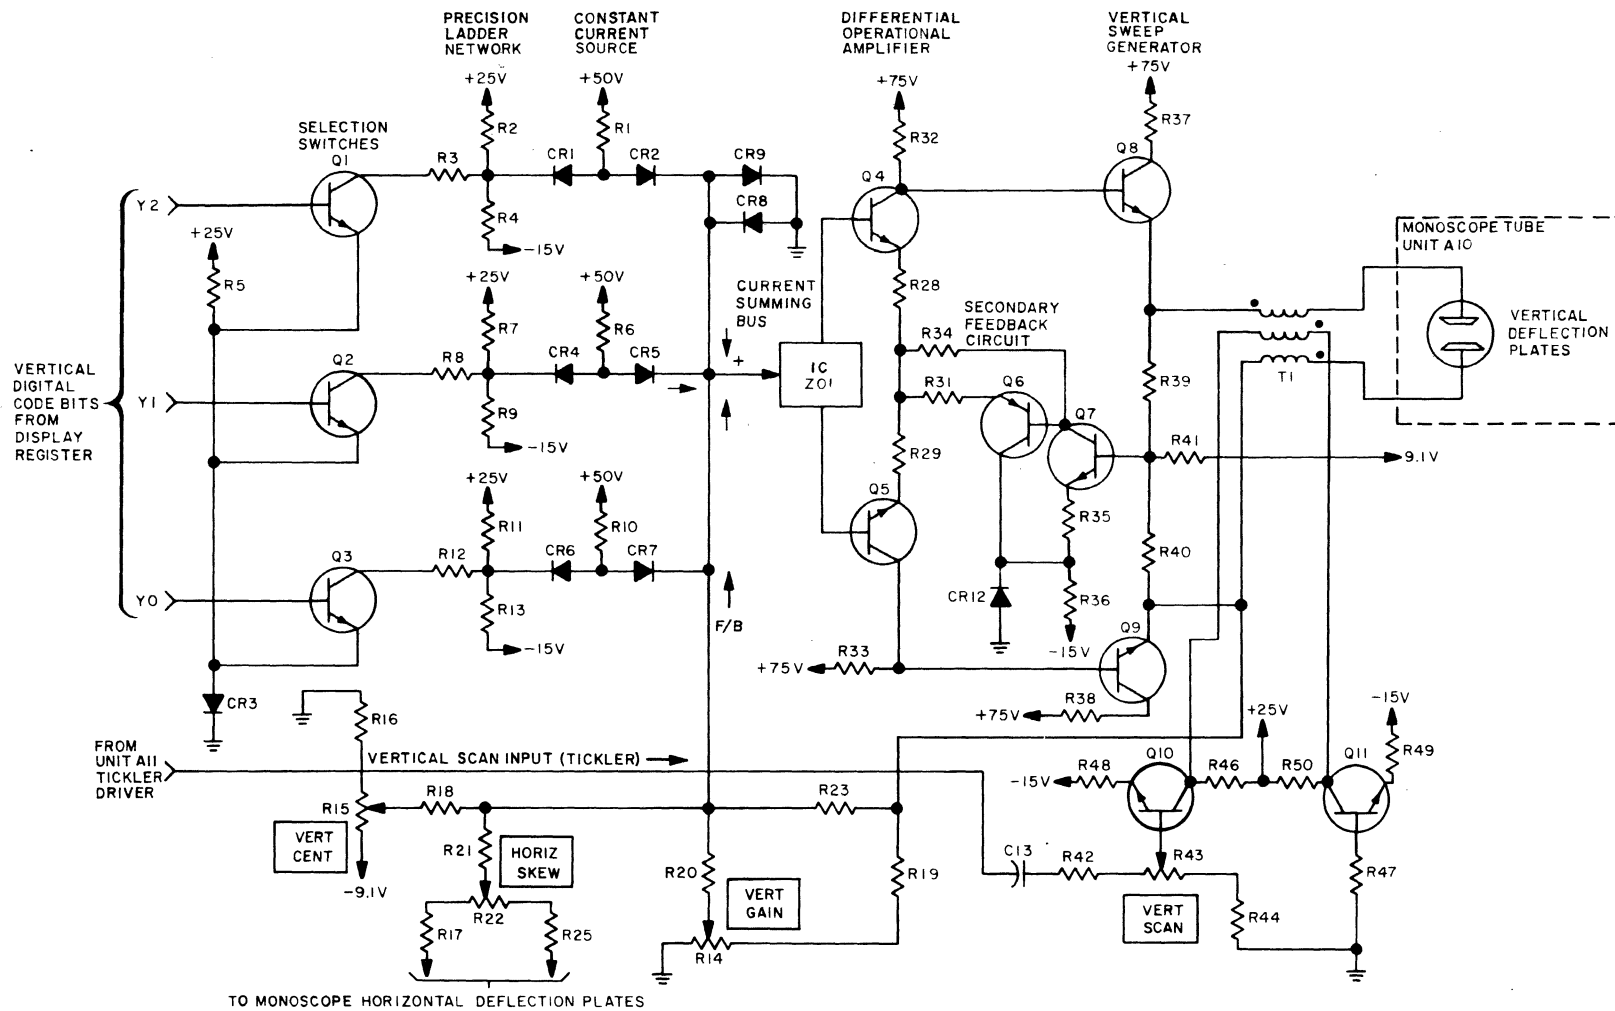 PRECISION
LADDER
NETWORK
CONSTANT
CURRENT
SOURCE
DIFFERENTIAL
OPERATIONAL
AMPLIFIER
VERTICAL
SWEEP
GENERATOR
+25V
+50V
+75V
+75V
SELECTION
SWITCHES
R2
R1
R32
R37
Q1
R3
CR1
CR2
CR9
Q4
Q8
Y2
R4
CR8
+25V
-15V
MONOSCOPE TUBE
UNIT A10
R5
+25V
+50V
CURRENT
SUMMING
BUS
R28
SECONDARY
FEEDBACK
CIRCUIT
VERTICAL
DEFLECTION
PLATES
R7
R6
R34
Q2
R8
CR4
CR5
+
IC
Z01
R31
Q6
Q7
R39
T1
VERTICAL
DIGITAL
CODE BITS
FROM
DISPLAY
REGISTER
Y1
R9
-15V
R29
R41
9.1V
+25V
+50V
Q5
R11
R10
R35
Q3
R12
CR6
CR7
R40
Y0
R13
F/B
CR12
R36
-15V
Q9
-15V
+75V
R33
CR3
R16
+75V
R38
+25V
-15V
FROM
UNIT A11
TICKLER
DRIVER
VERTICAL SCAN INPUT (TICKLER)
Q10
Q11
R49
-15V
R48
R46
R50
R15
R18
R23
VERT
CENT
R21
HORIZ
SKEW
R20
R19
C13
R42
R43
R47
-9.1V
VERT
GAIN
VERT
SCAN
R44
R22
R17
R25
R14
TO MONOSCOPE HORIZONTAL DEFLECTION PLATES